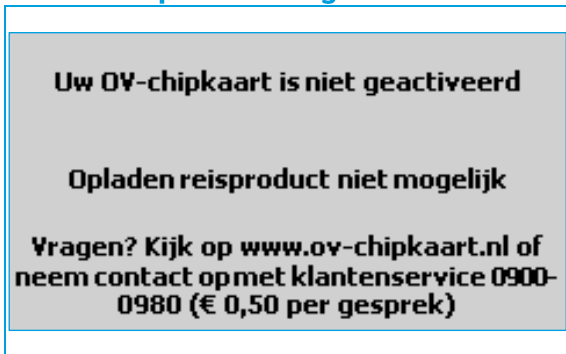 Uw OV-chipkaart is niet geactiveerd
Opladen reisproduct niet mogelijk
Vragen? Kijk op www.ov-chipkaart.nl of
neem contact op met klantenservice 0900-
0980 (€ 0,50 per gesprek)